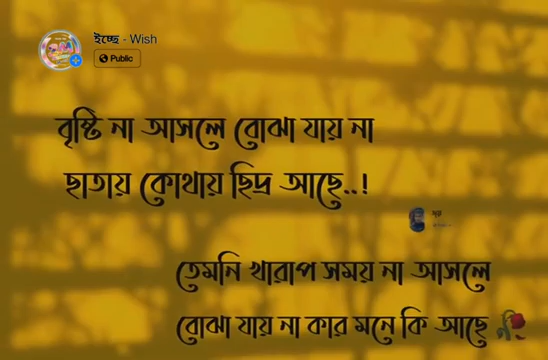 ইচ্ছে - Wish
Public
বৃষ্টি না আসলে বোঝা যায় না
ছাতায় কোথায় ছিদ্র আছে..!
তেমনি খারাপ সময় না আসলে
বোঝা যায় না কার মনে কি আছে